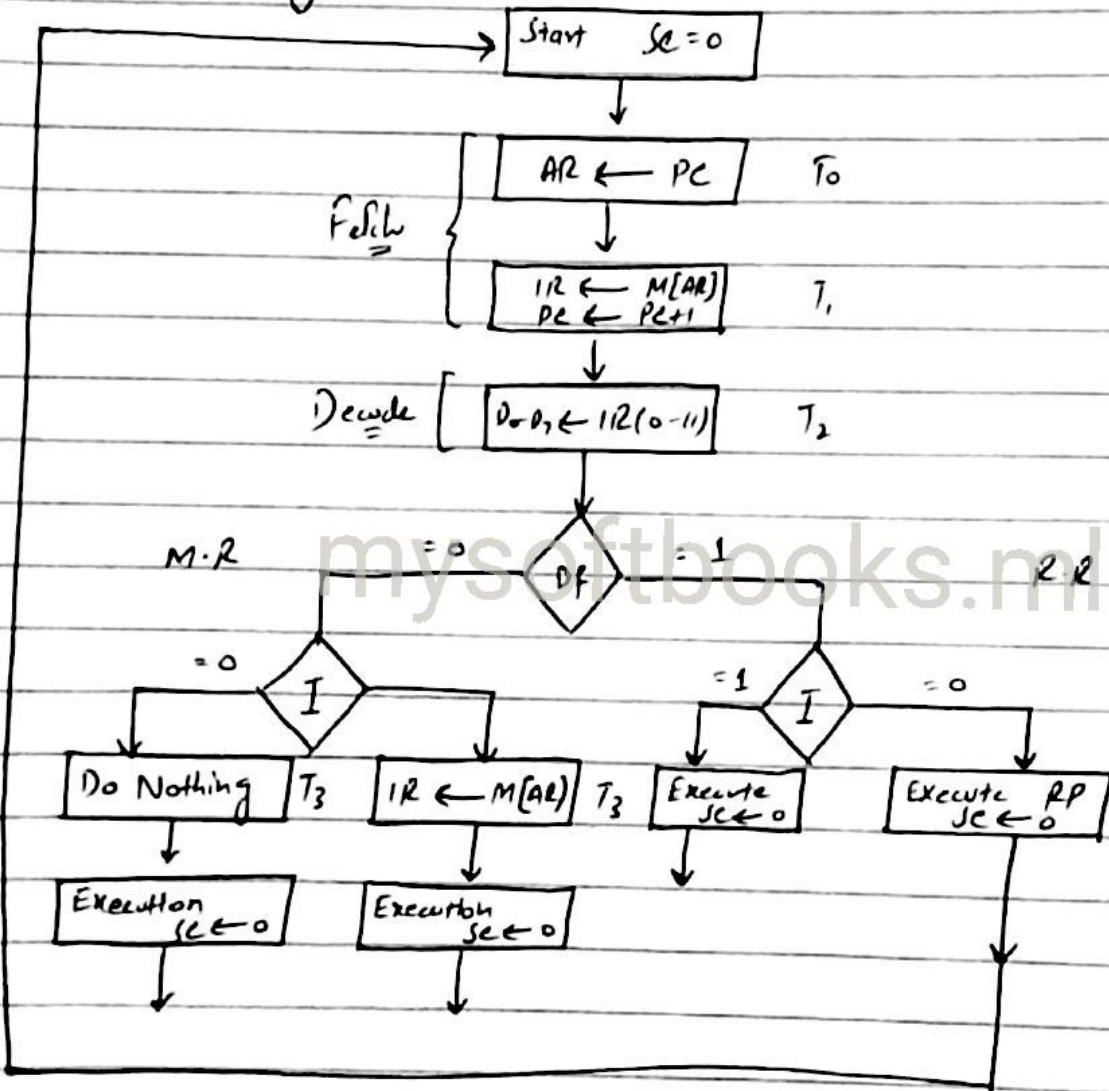 Start SC = 0
AR ← PC T0
Fetch
IR ← M[AR] T1
PC ← PC+1
Decode
D0-D7 ← IR(0-11) T2
M.R = 0 = 1 R.R
D7
mysoftbooks.ml
= 0 = 1 = 0
I I
Do Nothing T3
IR ← M[AR] T3
Execute
SC ← 0
Execute RP
SC ← 0
Execution
SC ← 0
Execution
SC ← 0